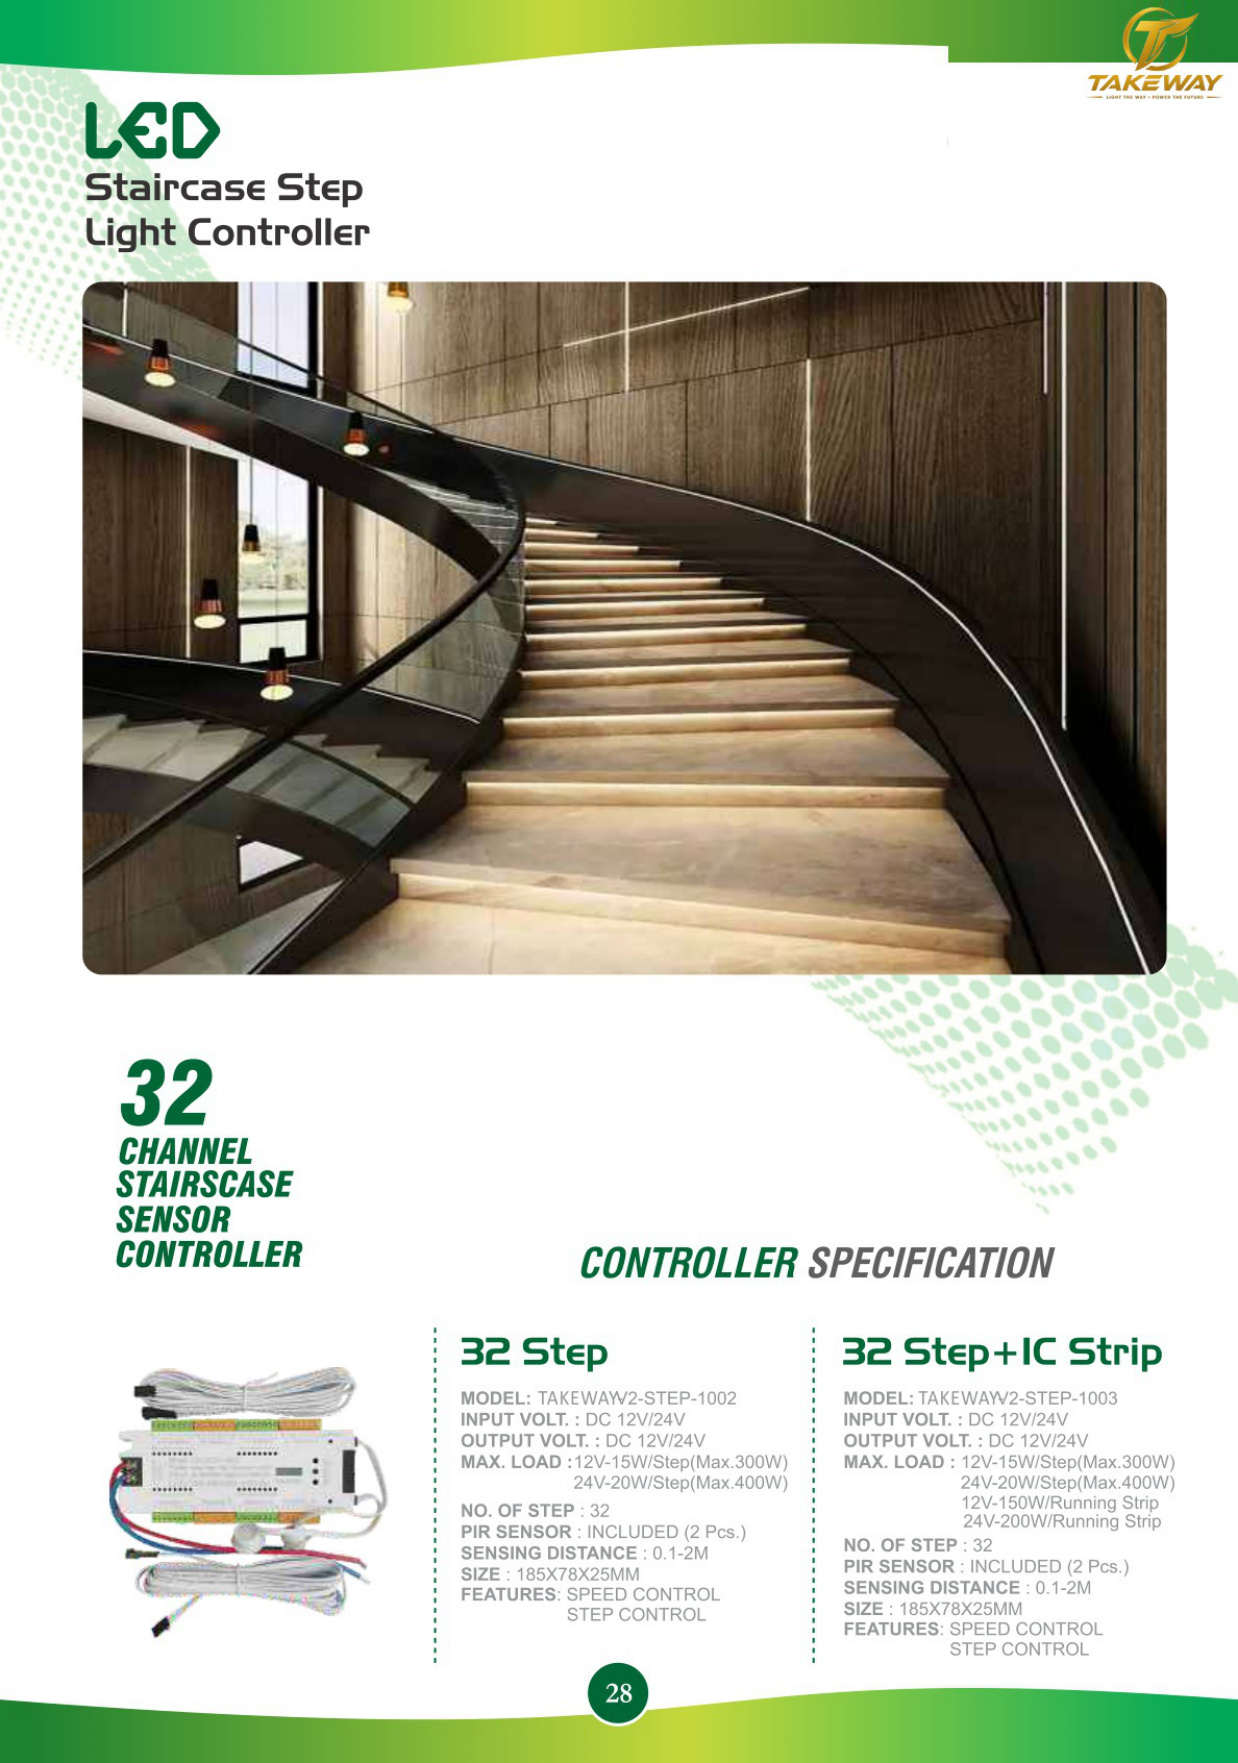 TAKEWAY
LIGHT THE WAY - POWER THE FUTURE
LED
Staircase Step
Light Controller
32
CHANNEL
STAIRSCASE
SENSOR
CONTROLLER
CONTROLLER SPECIFICATION
32 Step
MODEL: TAKEWAYV2-STEP-1002
INPUT VOLT. : DC 12V/24V
OUTPUT VOLT. : DC 12V/24V
MAX. LOAD :12V-15W/Step(Max.300W)
24V-20W/Step(Max.400W)
NO. OF STEP : 32
PIR SENSOR : INCLUDED (2 Pcs.)
SENSING DISTANCE : 0.1-2M
SIZE : 185X78X25MM
FEATURES: SPEED CONTROL
STEP CONTROL
32 Step+IC Strip
MODEL: TAKEWAYV2-STEP-1003
INPUT VOLT. : DC 12V/24V
OUTPUT VOLT. : DC 12V/24V
MAX. LOAD : 12V-15W/Step(Max.300W)
24V-20W/Step(Max.400W)
12V-150W/Running Strip
24V-200W/Running Strip
NO. OF STEP : 32
PIR SENSOR : INCLUDED (2 Pcs.)
SENSING DISTANCE : 0.1-2M
SIZE : 185X78X25MM
FEATURES: SPEED CONTROL
STEP CONTROL
28